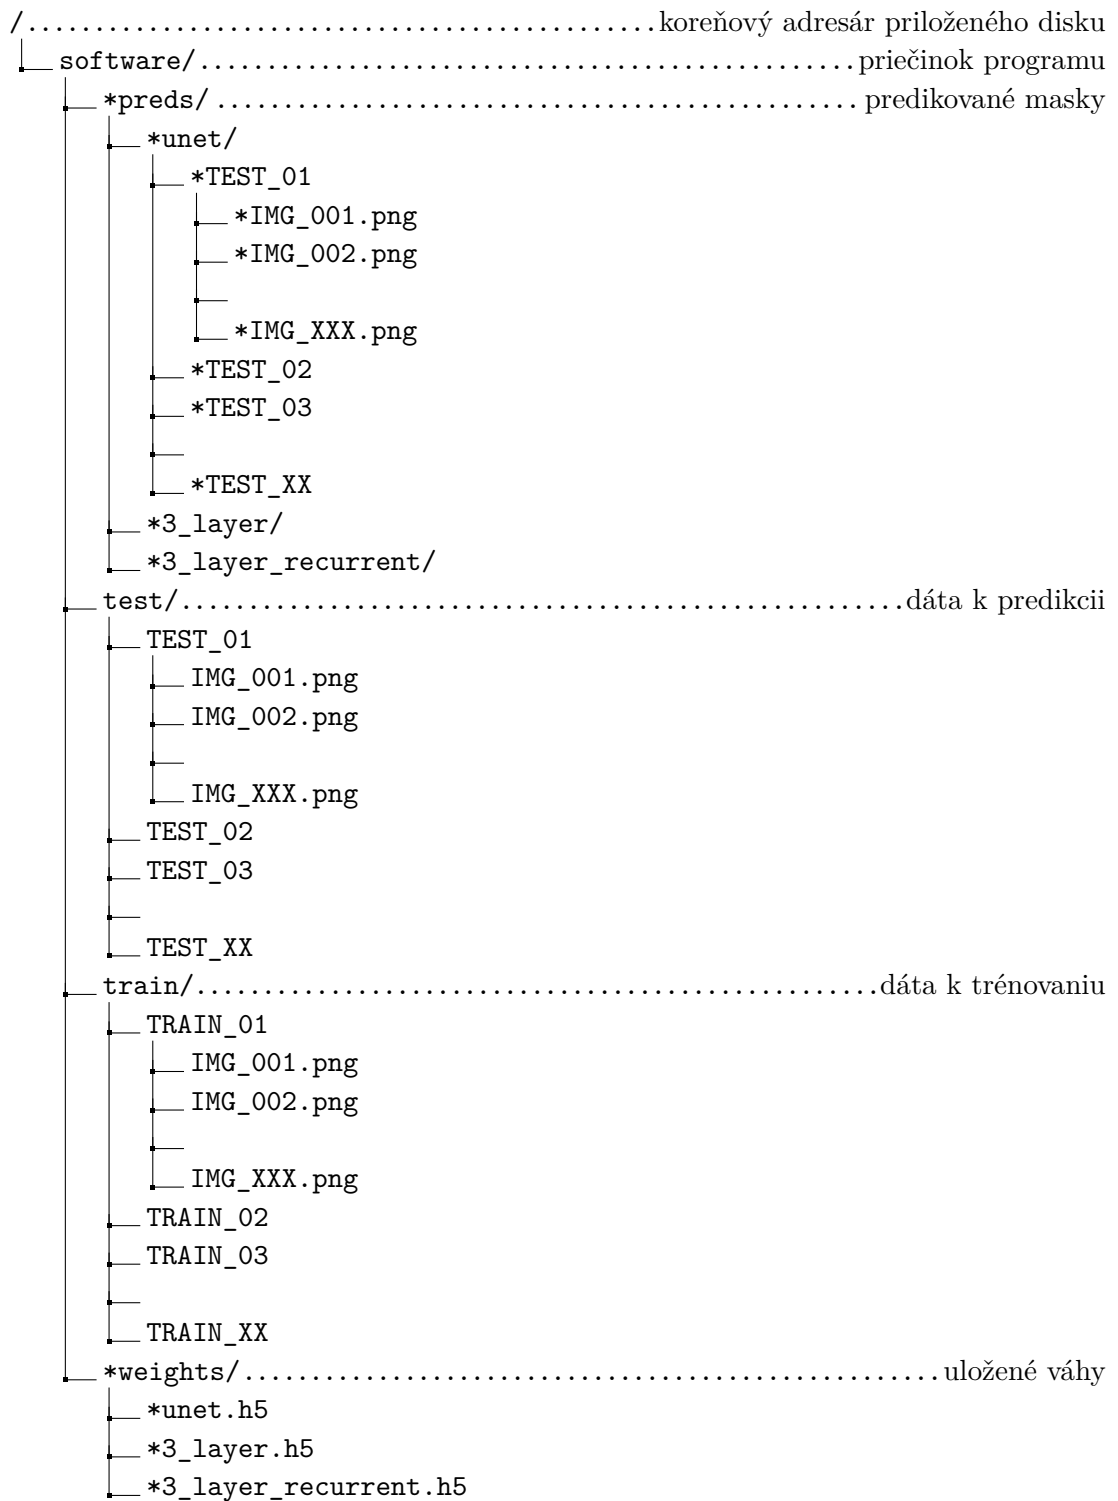 /......................................................koreňový adresár priloženého disku
software/......................................................priečinok programu
*preds/......................................................predikované masky
*unet/
*TEST_01
*IMG_001.png
*IMG_002.png
*IMG_XXX.png
*TEST_02
*TEST_03
*TEST_XX
*3_layer/
*3_layer_recurrent/
test/......................................................dáta k predikcii
TEST_01
IMG_001.png
IMG_002.png
IMG_XXX.png
TEST_02
TEST_03
TEST_XX
train/......................................................dáta k trénovaniu
TRAIN_01
IMG_001.png
IMG_002.png
IMG_XXX.png
TRAIN_02
TRAIN_03
TRAIN_XX
*weights/......................................................uložené váhy
*unet.h5
*3_layer.h5
*3_layer_recurrent.h5